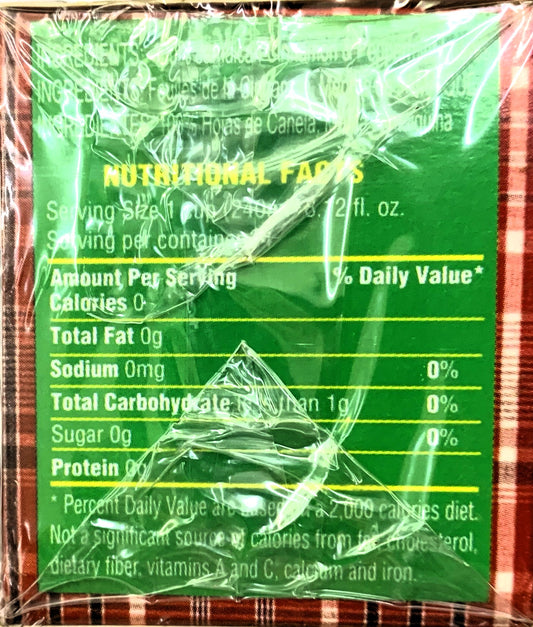 INGREDIENTS
INGREDIENTS: Feuilles de la
INGREDIENTES: 100% Hojas de Canela,
NUTRITIONAL FACTS
Serving Size 1 cup fl. oz.
Serving per container
Amount Per Serving % Daily Value*
Calories 0
Total Fat 0g
Sodium 0mg 0%
Total Carbohydrate less than 1g 0%
Sugar 0g 0%
Protein 0g
* Percent Daily Value are based on a 2,000 calories diet.
Not a significant source of calories from fat, cholesterol,
dietary fiber, vitamins A and C, calcium and iron.